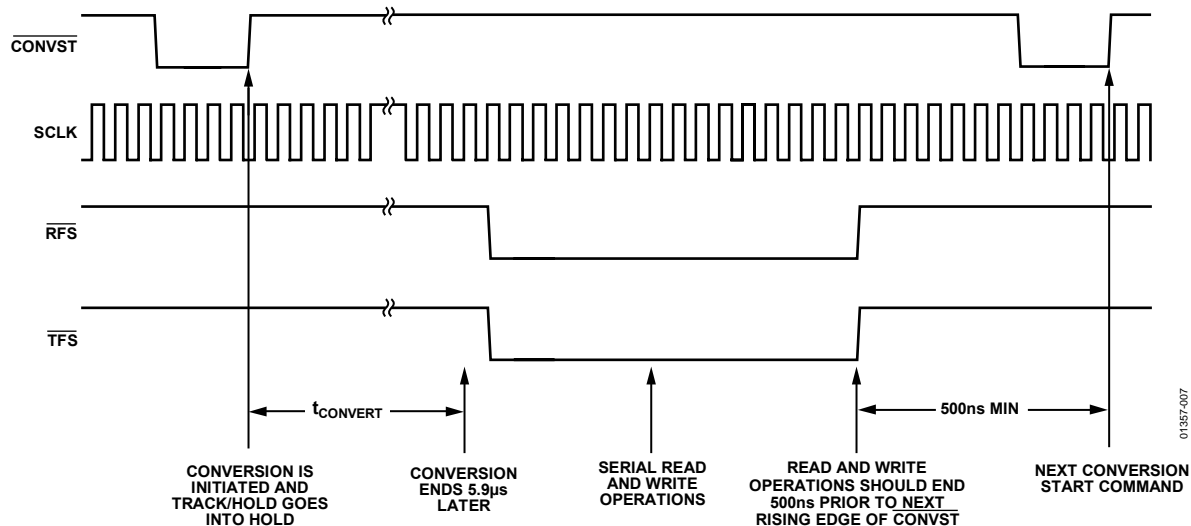 CONVST
SCLK
RFS
TFS
tCONVERT
500ns MIN
CONVERSION IS
INITIATED AND
TRACK/HOLD GOES
INTO HOLD
CONVERSION
ENDS 5.9µs
LATER
SERIAL READ
AND WRITE
OPERATIONS
READ AND WRITE
OPERATIONS SHOULD END
500ns PRIOR TO NEXT
RISING EDGE OF CONVST
NEXT CONVERSION
START COMMAND
01357-007